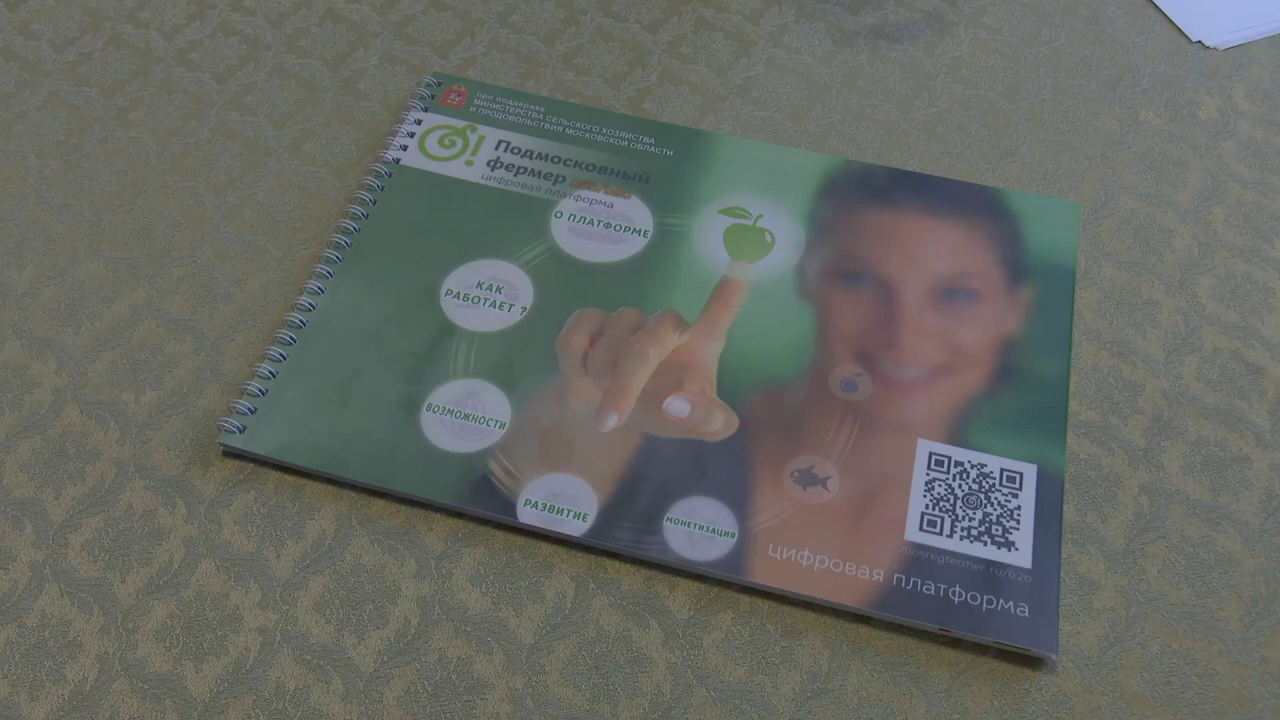 при поддержке
МИНИСТЕРСТВА СЕЛЬСКОГО ХОЗЯЙСТВА
И ПРОДОВОЛЬСТВИЯ МОСКОВСКОЙ ОБЛАСТИ
Подмосковный
фермер
цифровая платформа
О ПЛАТФОРМЕ
КАК
РАБОТАЕТ ?
ВОЗМОЖНОСТИ
РАЗВИТИЕ
МОНЕТИЗАЦИЯ
mosregfermer.ru/b2b
цифровая платформа